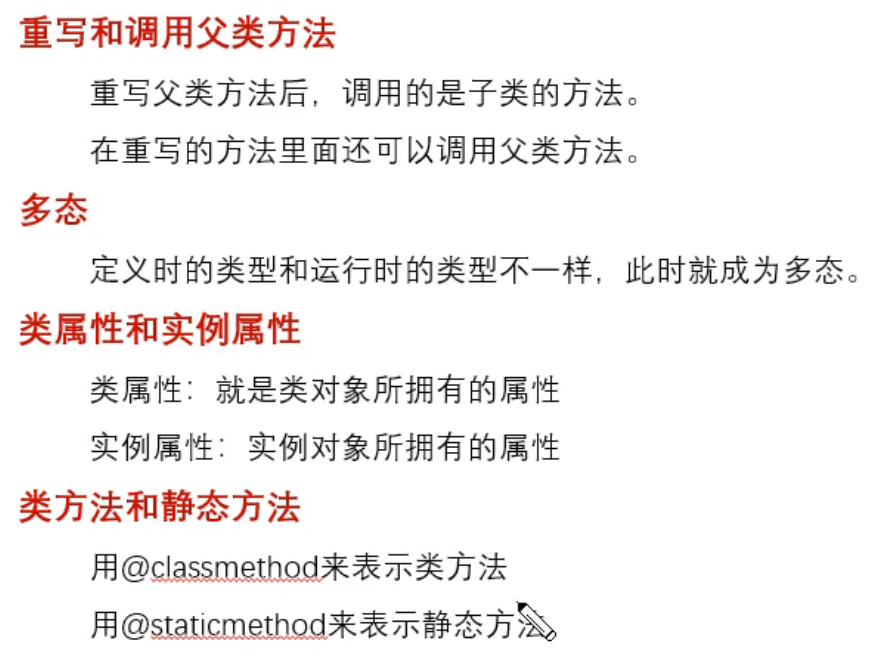 重写和调用父类方法
重写父类方法后，调用的是子类的方法。
在重写的方法里面还可以调用父类方法。
多态
定义时的类型和运行时的类型不一样，此时就成为多态。
类属性和实例属性
类属性：就是类对象所拥有的属性
实例属性：实例对象所拥有的属性
类方法和静态方法
用@classmethod来表示类方法
用@staticmethod来表示静态方法